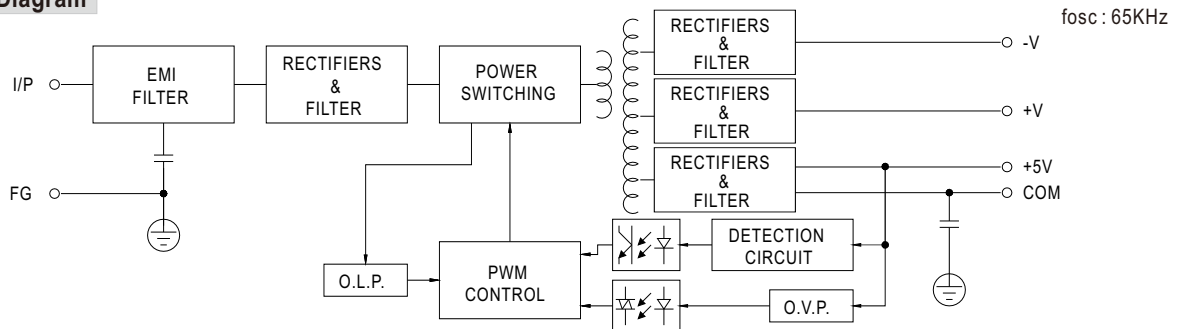 Diagram
fosc : 65KHz
I/P
EMI
FILTER
RECTIFIERS
&
FILTER
POWER
SWITCHING
RECTIFIERS
&
FILTER
-V
RECTIFIERS
&
FILTER
+V
RECTIFIERS
&
FILTER
+5V
COM
FG
O.L.P.
PWM
CONTROL
DETECTION
CIRCUIT
O.V.P.